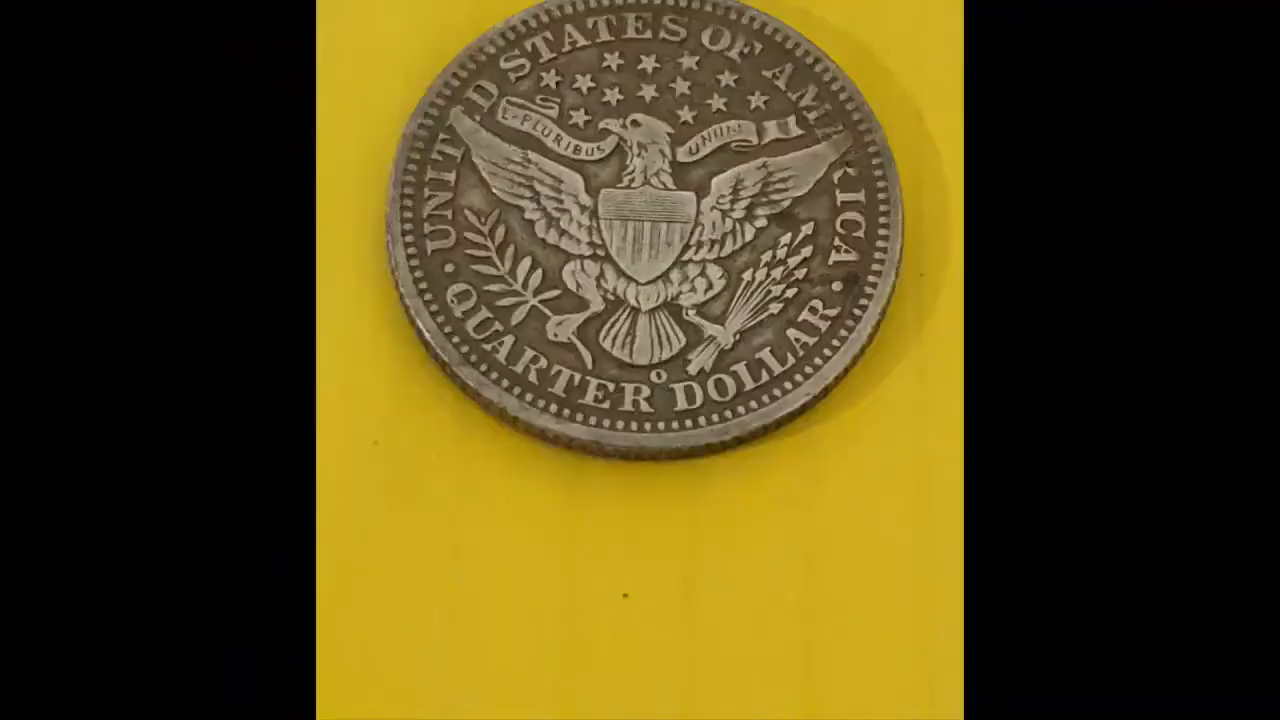 UNITED STATES OF AMERICA
E·PLURIBUS UNUM
O
· QUARTER DOLLAR ·